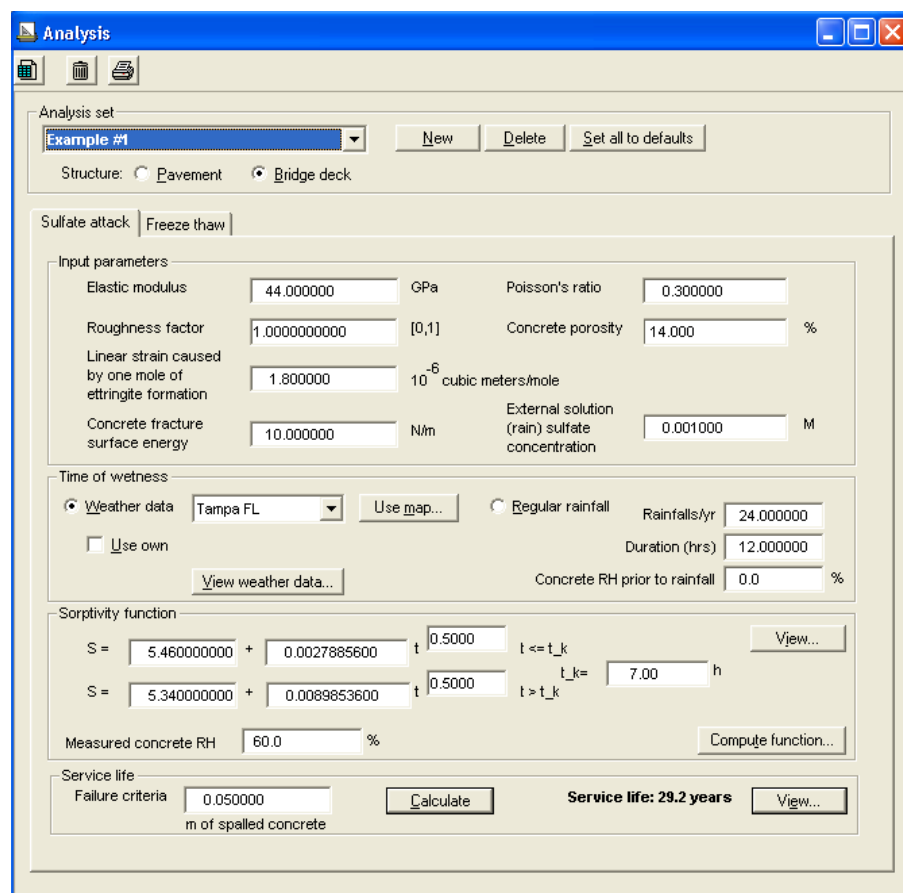 Analysis
Analysis set
Example #1 New Delete Set all to defaults
Structure: Pavement Bridge deck
Sulfate attack Freeze thaw
Input parameters
Elastic modulus 44.000000 GPa Poisson's ratio 0.300000
Roughness factor 1.0000000000 [0,1] Concrete porosity 14.000 %
Linear strain caused
by one mole of
ettringite formation 1.800000 10-6 cubic meters/mole
Concrete fracture
surface energy 10.000000 N/m
External solution
(rain) sulfate
concentration 0.001000 M
Time of wetness
Weather data Tampa FL Use map... Regular rainfall Rainfalls/yr 24.000000
Use own Duration (hrs) 12.000000
View weather data... Concrete RH prior to rainfall 0.0 %
Sorptivity function
S = 5.460000000 + 0.0027885600 t 0.5000 t <= t_k View...
t_k= 7.00 h
S = 5.340000000 + 0.0089853600 t 0.5000 t > t_k
Measured concrete RH 60.0 % Compute function...
Service life
Failure criteria 0.050000 Calculate Service life: 29.2 years View...
m of spalled concrete